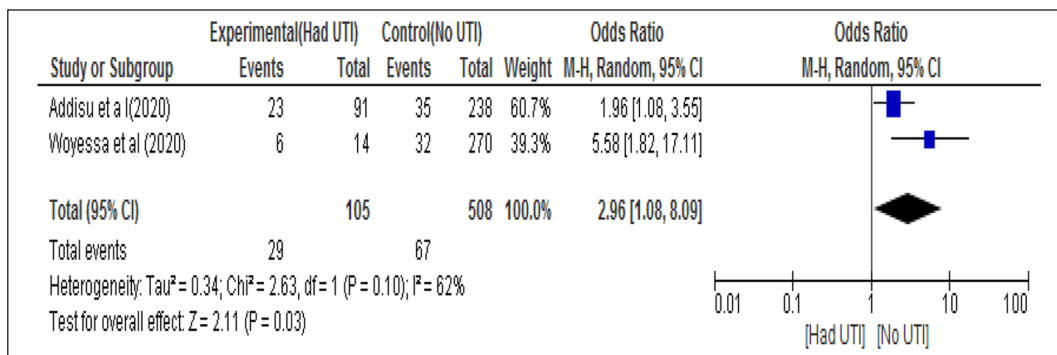 Experimental(Had UTI) Control(No UTI) Odds Ratio Odds Ratio
Study or Subgroup Events Total Events Total Weight M-H, Random, 95% CI M-H, Random, 95% CI
Addisu et a l(2020) 23 91 35 238 60.7% 1.96 [1.08, 3.55]
Woyessa et al (2020) 6 14 32 270 39.3% 5.58 [1.82, 17.11]
Total (95% CI) 105 508 100.0% 2.96 [1.08, 8.09]
Total events 29 67
Heterogeneity: Tau² = 0.34; Chi² = 2.63, df = 1 (P = 0.10); I² = 62%
Test for overall effect: Z = 2.11 (P = 0.03)
0.01 0.1 1 10 100
[Had UTI] [No UTI]